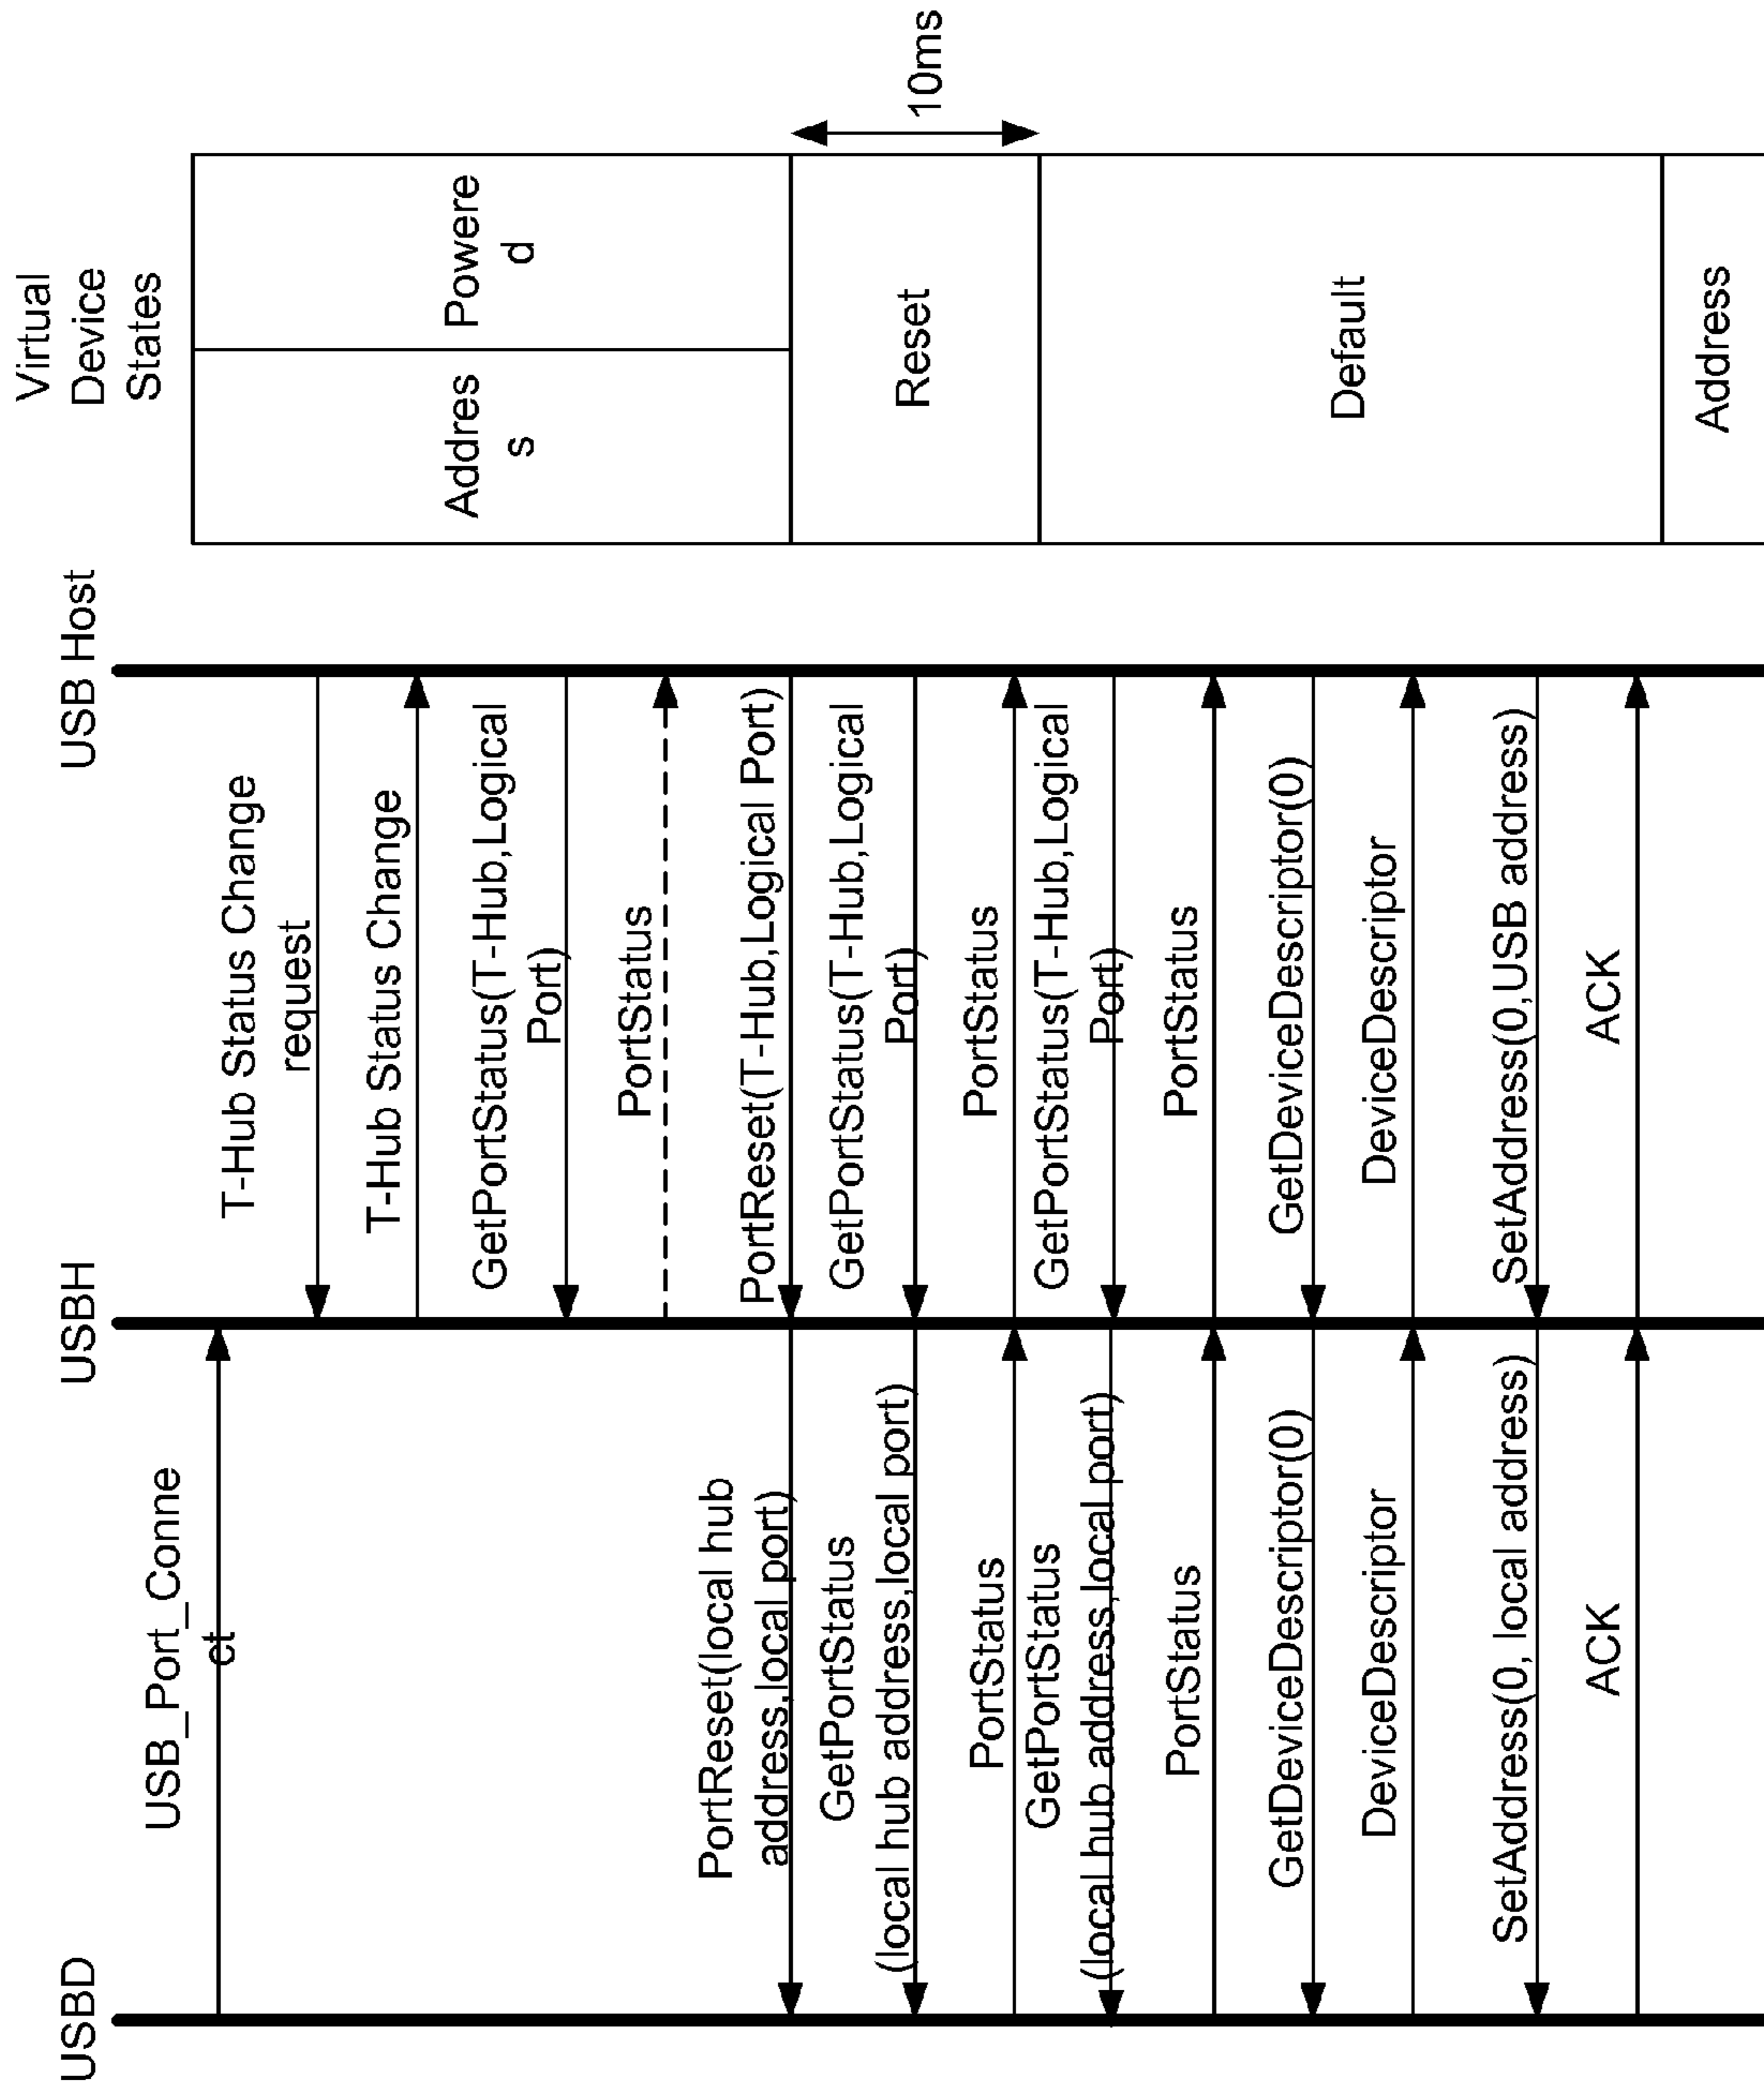 USBD
USBH
USB Host
Virtual
Device
States
USB_Port_Conne
ct
T-Hub Status Change
request
T-Hub Status Change
GetPortStatus(T-Hub,Logical
Port)
PortStatus
Addres
s
Powere
d
PortReset(local hub
address,local port)
PortReset(T-Hub,Logical Port)
GetPortStatus
(local hub address,local port)
GetPortStatus(T-Hub,Logical
Port)
PortStatus
PortStatus
Reset
10ms
GetPortStatus
(local hub address,local port)
GetPortStatus(T-Hub,Logical
Port)
PortStatus
PortStatus
GetDeviceDescriptor(0)
GetDeviceDescriptor(0)
Default
DeviceDescriptor
DeviceDescriptor
SetAddress(0, local address)
SetAddress(0,USB address)
ACK
ACK
Address